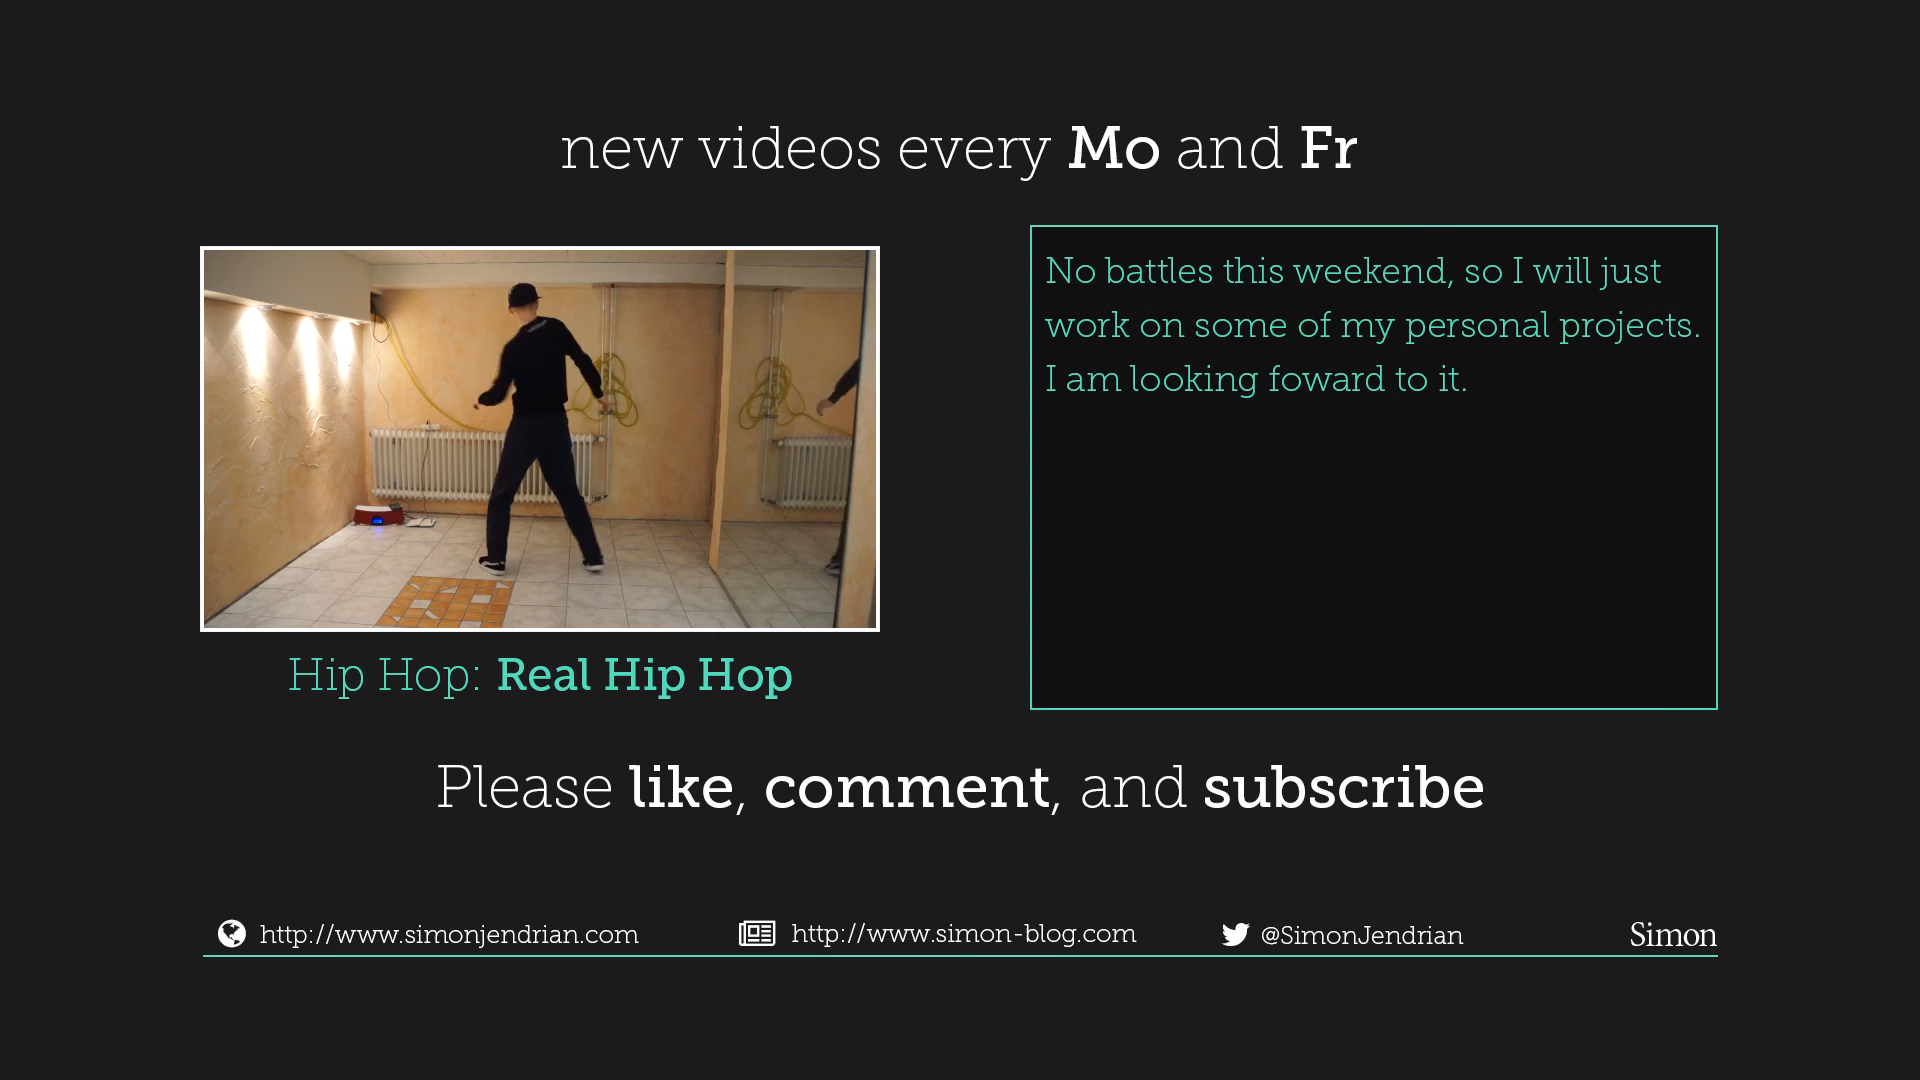 new videos every Mo and Fr
No battles this weekend, so I will just
work on some of my personal projects.
I am looking foward to it.
Hip Hop: Real Hip Hop
Please like, comment, and subscribe
http://www.simonjendrian.com
http://www.simon-blog.com
@SimonJendrian
Simon